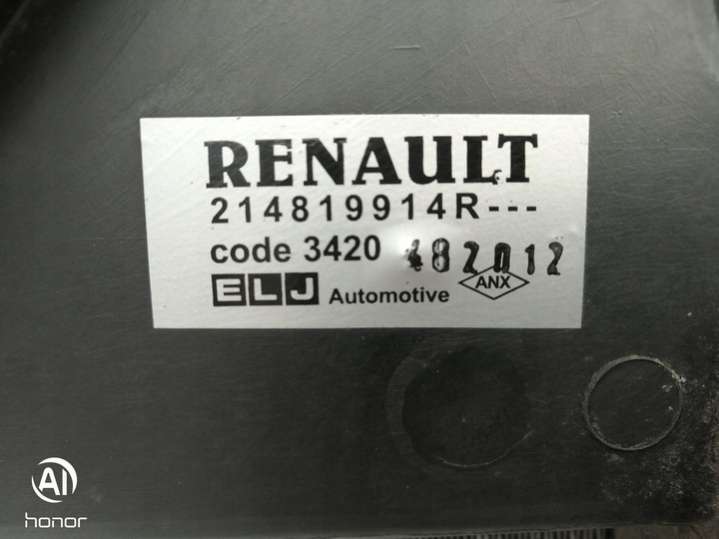 RENAULT
214819914R---
code 3420 482012
ELJ Automotive ANX
AI
honor